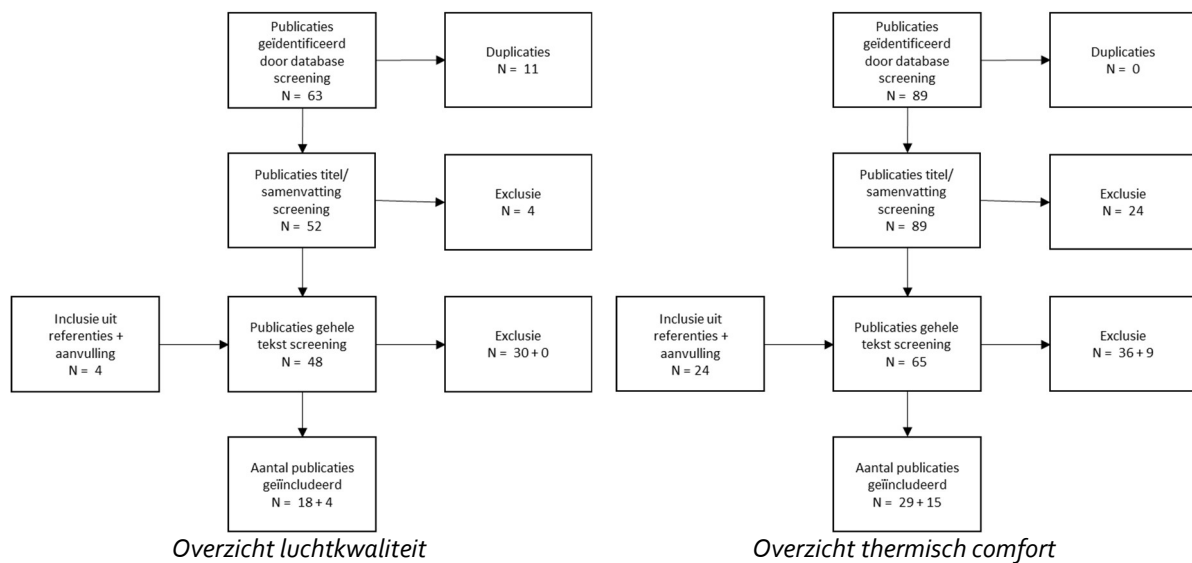 Publicaties
geïdentificeerd
door database
screening
N = 63
Duplicaties
N = 11
Publicaties titel/
samenvatting
screening
N = 52
Exclusie
N = 4
Inclusie uit
referenties +
aanvulling
N = 4
Publicaties gehele
tekst screening
N = 48
Exclusie
N = 30 + 0
Aantal publicaties
geïncludeerd
N = 18 + 4
Overzicht luchtkwaliteit
Publicaties
geïdentificeerd
door database
screening
N = 89
Duplicaties
N = 0
Publicaties titel/
samenvatting
screening
N = 89
Exclusie
N = 24
Inclusie uit
referenties +
aanvulling
N = 24
Publicaties gehele
tekst screening
N = 65
Exclusie
N = 36 + 9
Aantal publicaties
geïncludeerd
N = 29 + 15
Overzicht thermisch comfort